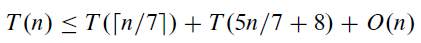 T(n) ≤ T(⌈n/7⌉) + T(5n/7 + 8) + O(n)